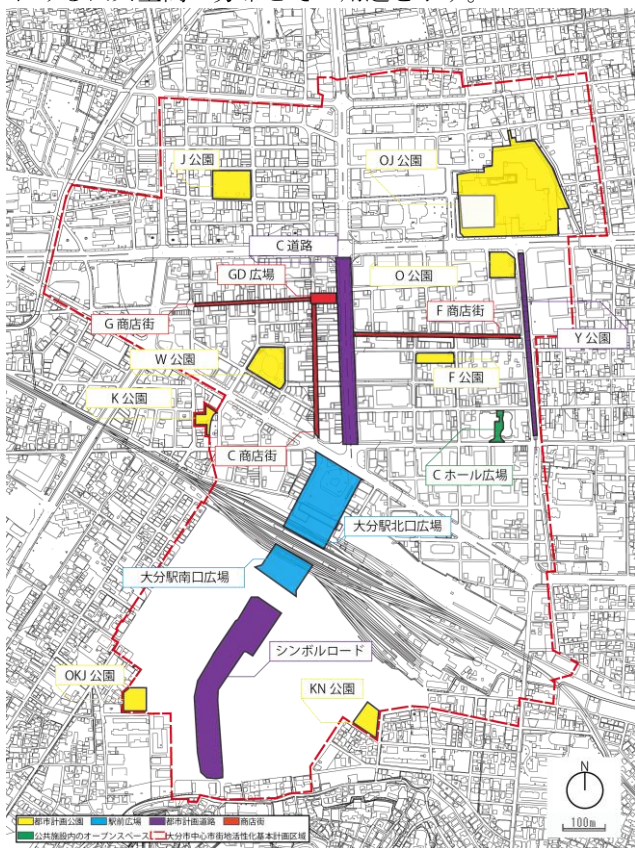 J 公園
OJ 公園
C 道路
GD 広場
O 公園
G 商店街
F 商店街
W 公園
Y 公園
F 公園
K 公園
C 商店街
C ホール広場
大分駅北口広場
大分駅南口広場
シンボルロード
OKJ 公園
KN 公園
N
100m
都市計画公園 駅前広場 都市計画道路 商店街
公共施設内のオープンスペース 大分市中心市街地活性化基本計画区域